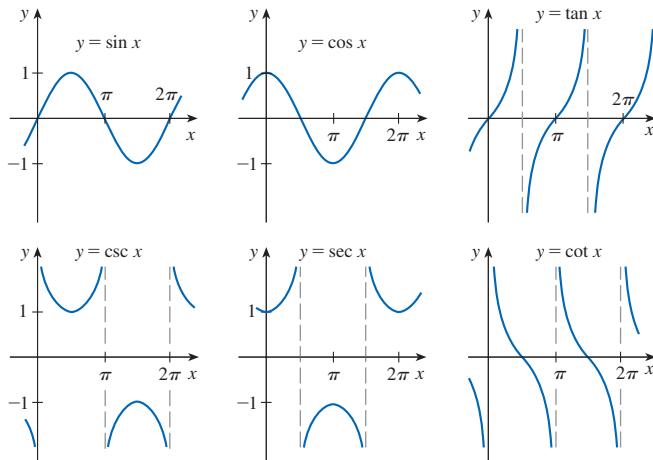 y
y = sin x
1
π
2π
x
−1
y
y = cos x
1
π
2π
x
−1
y
y = tan x
π
2π
x
y
y = csc x
1
π
2π
x
−1
y
y = sec x
1
π
2π
x
−1
y
y = cot x
π
2π
x